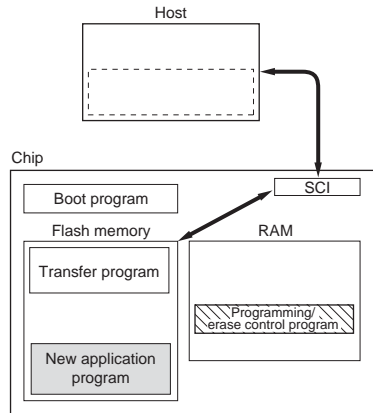 Host
Chip
SCI
Boot program
Flash memory
RAM
Transfer program
Programming/
erase control program
New application
program